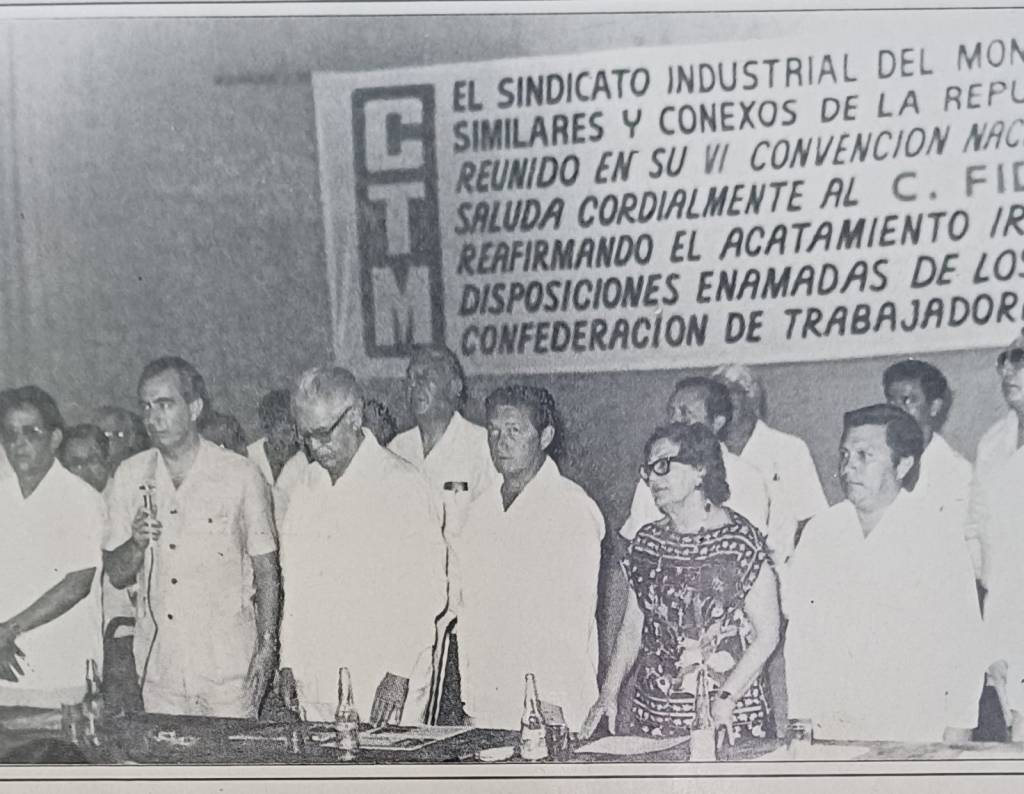 CTM
EL SINDICATO INDUSTRIAL DEL MON
SIMILARES Y CONEXOS DE LA REPU
REUNIDO EN SU VI CONVENCION NAC
SALUDA CORDIALMENTE AL C. FID
REAFIRMANDO EL ACATAMIENTO IR
DISPOSICIONES ENAMADAS DE LOS
CONFEDERACION DE TRABAJADOR